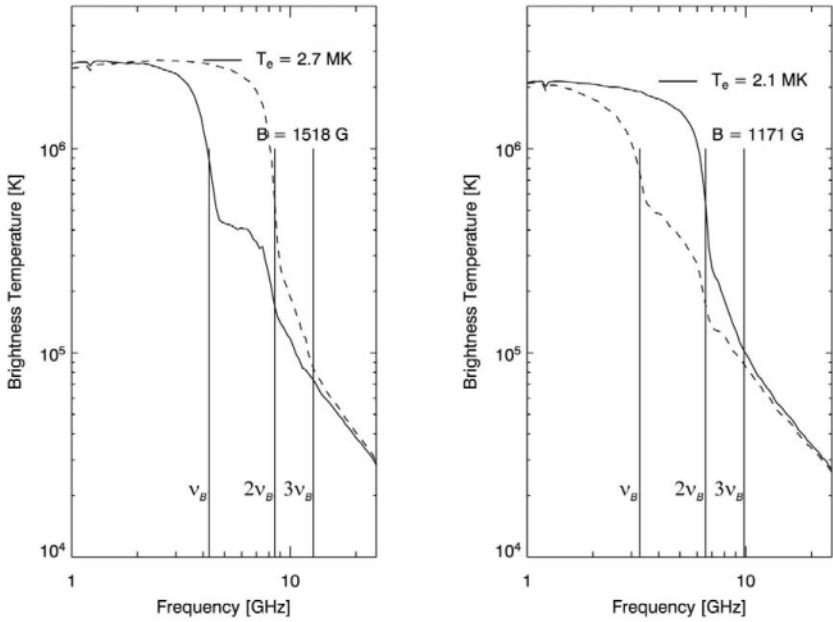 T_e = 2.7 MK
B = 1518 G
10^6
10^5
10^4
Brightness Temperature [K]
ν_B 2ν_B 3ν_B
1 10
Frequency [GHz]
T_e = 2.1 MK
B = 1171 G
10^6
10^5
10^4
Brightness Temperature [K]
ν_B 2ν_B 3ν_B
1 10
Frequency [GHz]